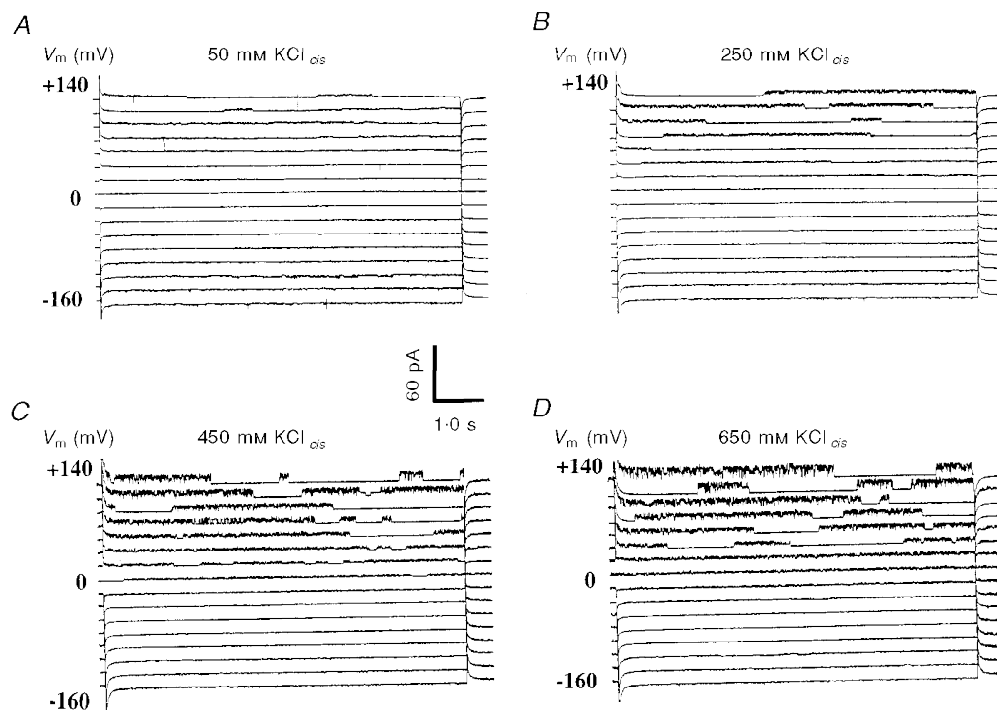 A
Vm (mV)
50 mM KCl cis
+140
0
-160
B
Vm (mV)
250 mM KCl cis
+140
0
-160
60 pA
1·0 s
C
Vm (mV)
450 mM KCl cis
+140
0
-160
D
Vm (mV)
650 mM KCl cis
+140
0
-160